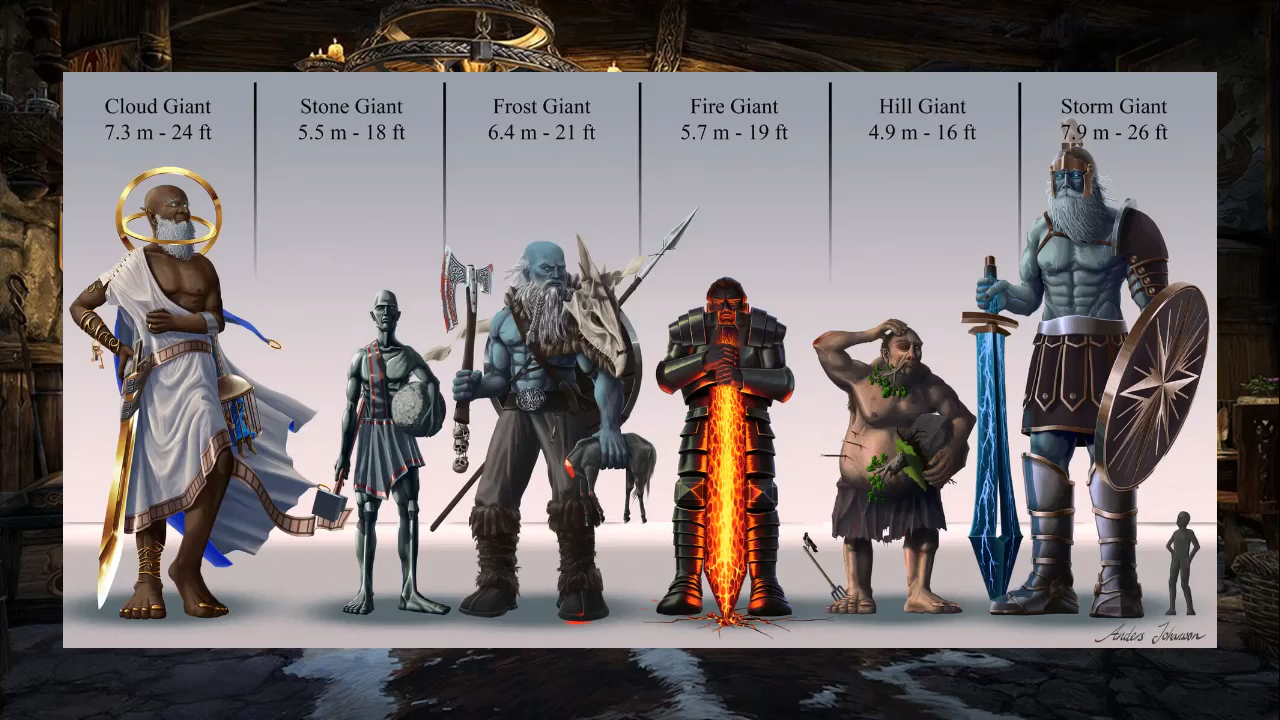 Cloud Giant
7.3 m - 24 ft
Stone Giant
5.5 m - 18 ft
Frost Giant
6.4 m - 21 ft
Fire Giant
5.7 m - 19 ft
Hill Giant
4.9 m - 16 ft
Storm Giant
7.9 m - 26 ft
Anders Johansson